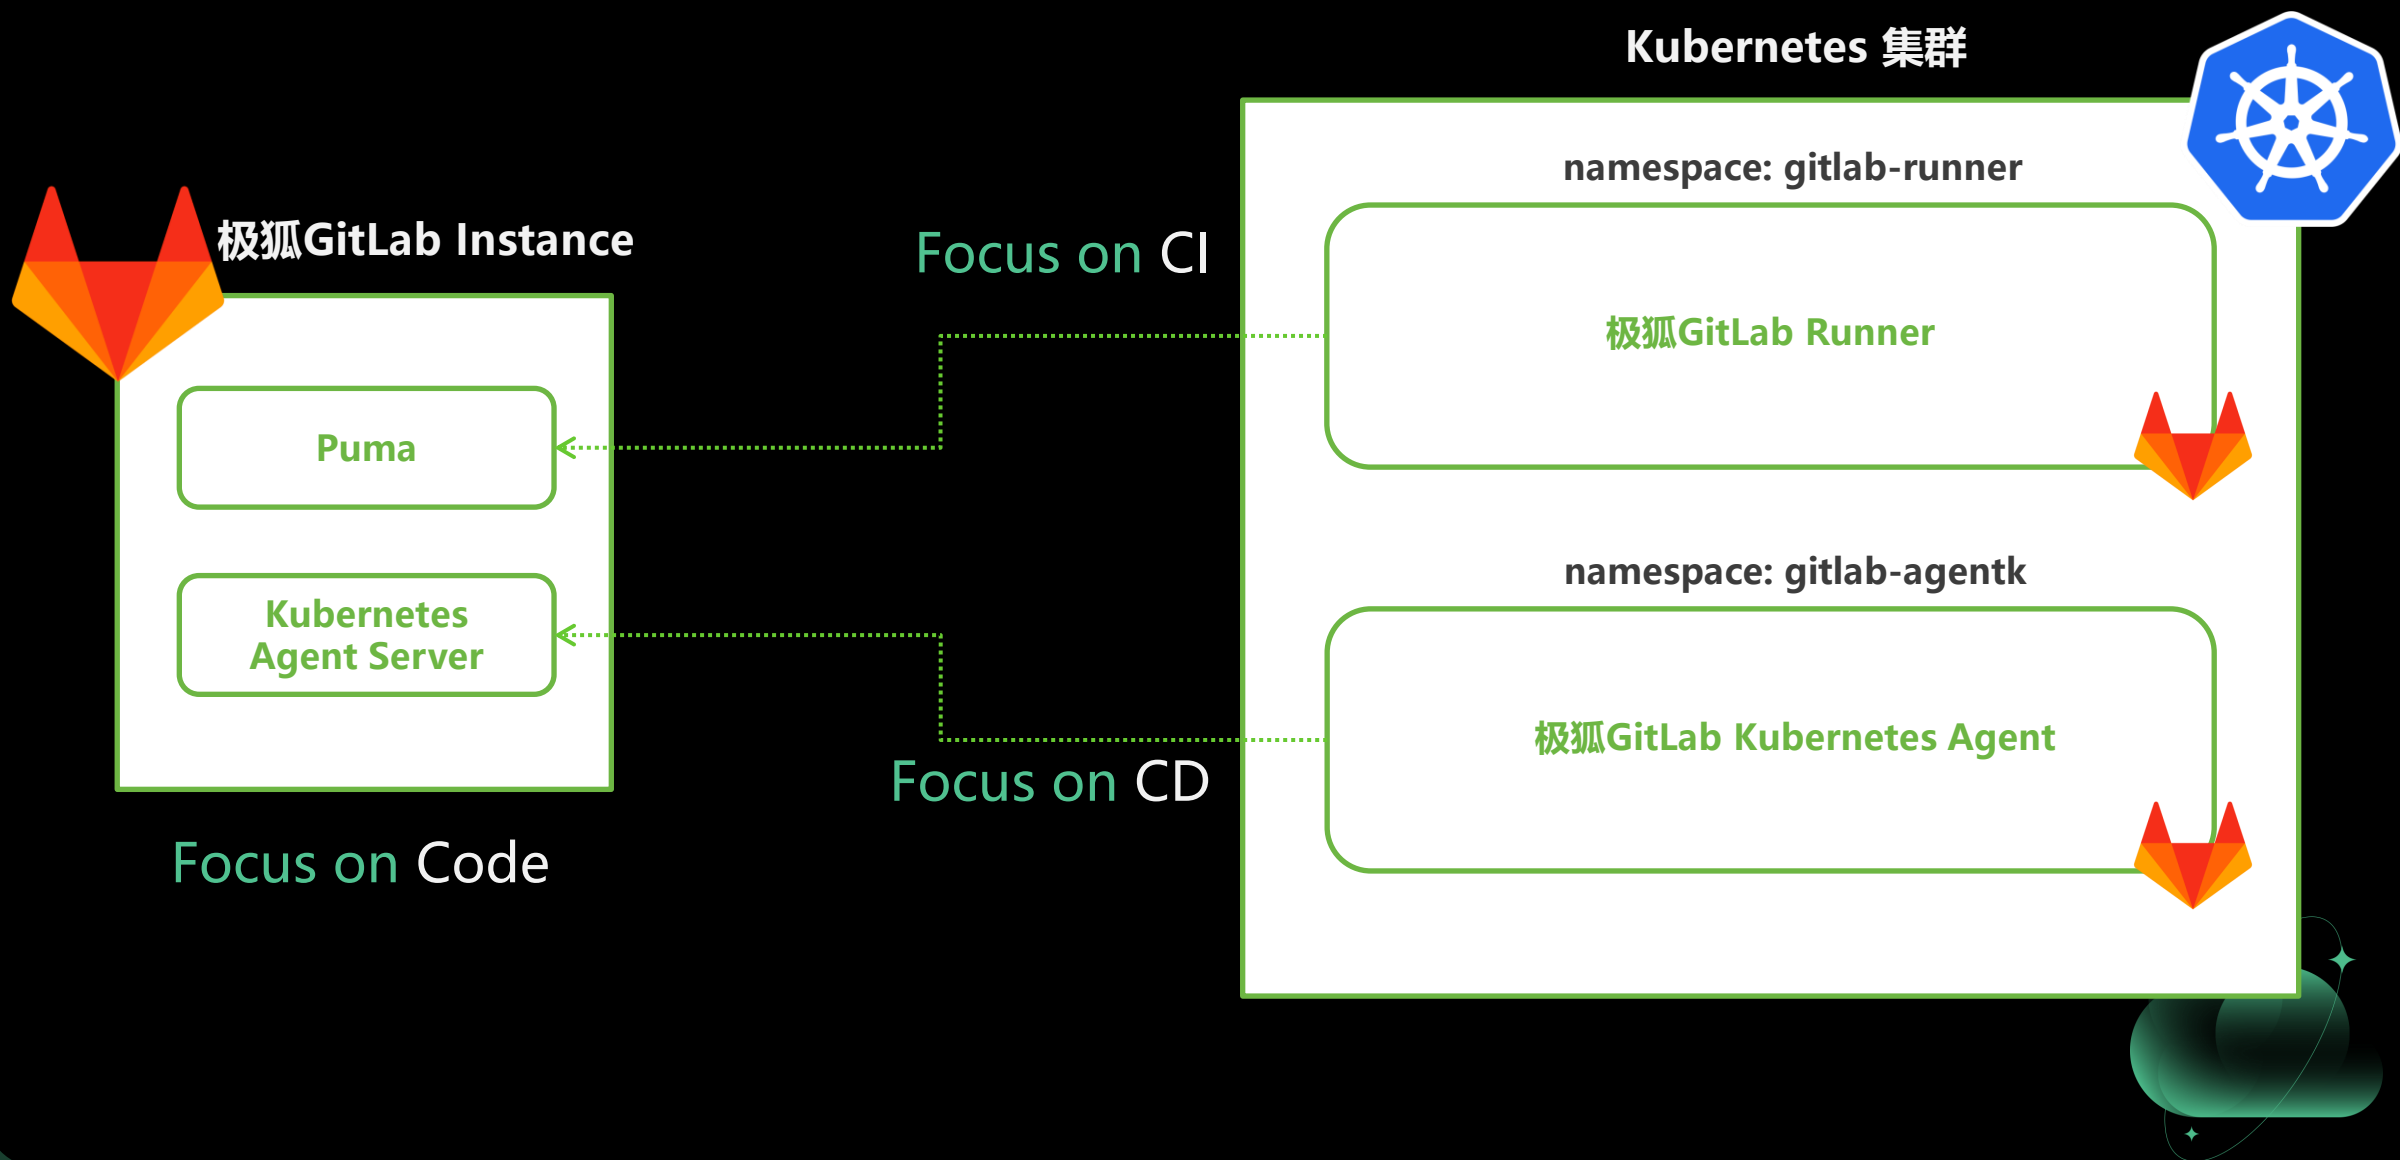 极狐GitLab Instance
Puma
Kubernetes
Agent Server
Focus on Code
Focus on CI
Focus on CD
Kubernetes 集群
namespace: gitlab-runner
极狐GitLab Runner
namespace: gitlab-agentk
极狐GitLab Kubernetes Agent